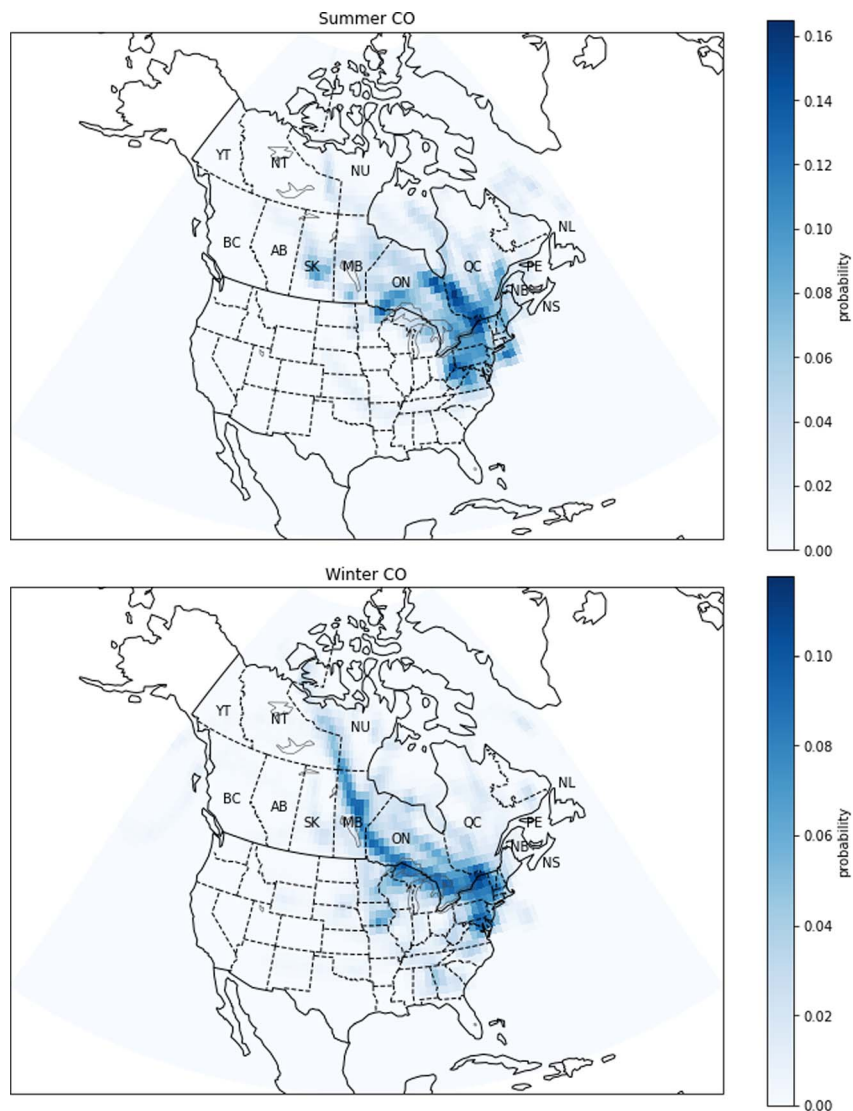 Summer CO
YT
NT
NU
NL
BC
AB
SK
MB
ON
QC
PE
NB
NS
0.16
0.14
0.12
0.10
0.08
0.06
0.04
0.02
0.00
probability
Winter CO
YT
NT
NU
NL
BC
AB
SK
MB
ON
QC
PE
NB
NS
0.10
0.08
0.06
0.04
0.02
0.00
probability